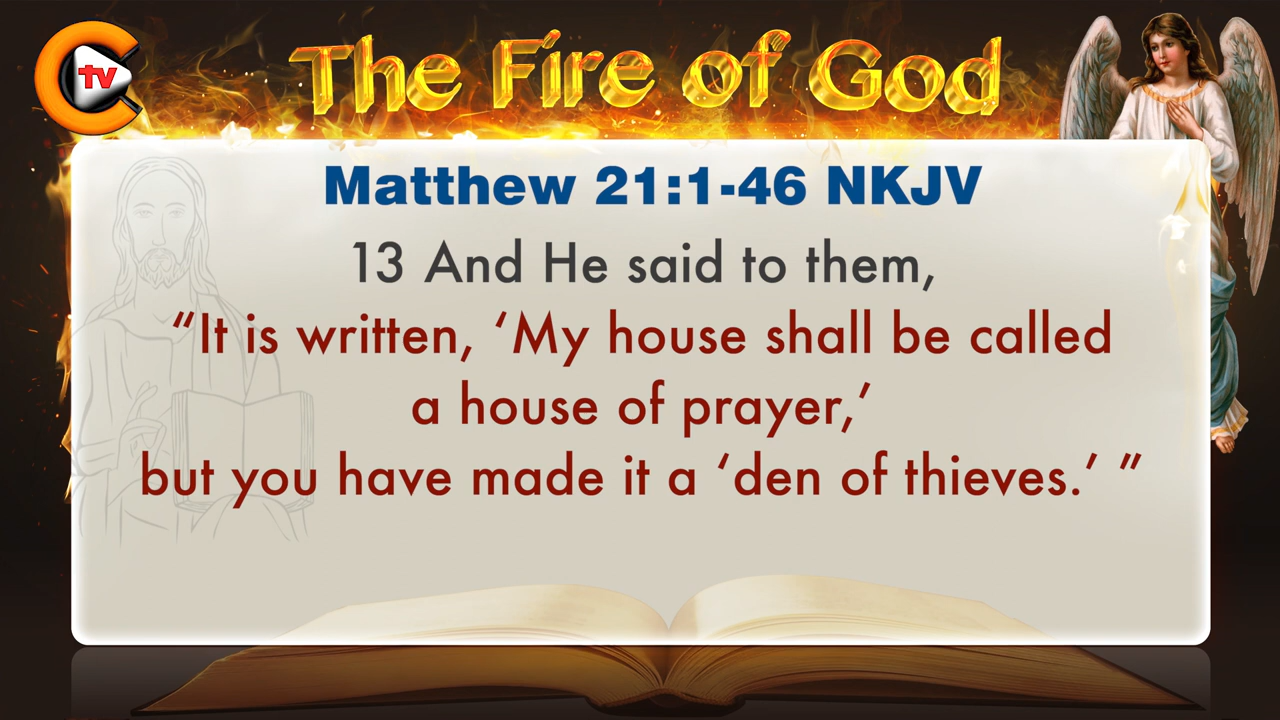 tv
The Fire of God
Matthew 21:1-46 NKJV
13 And He said to them,
“It is written, ‘My house shall be called
a house of prayer,’
but you have made it a ‘den of thieves.’ ”